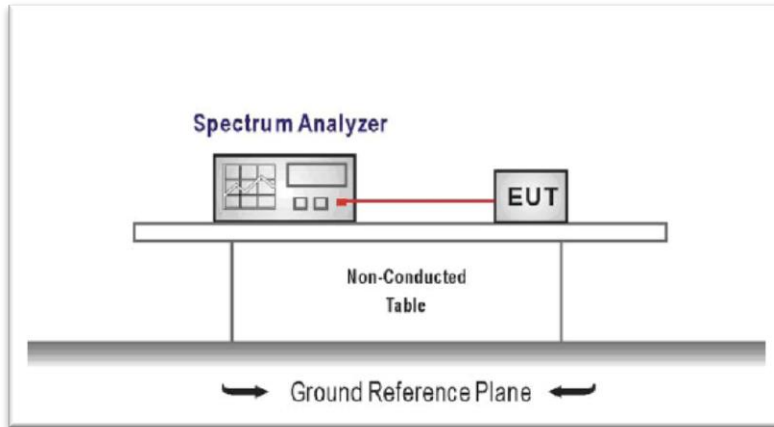 Spectrum Analyzer
EUT
Non-Conducted
Table
Ground Reference Plane